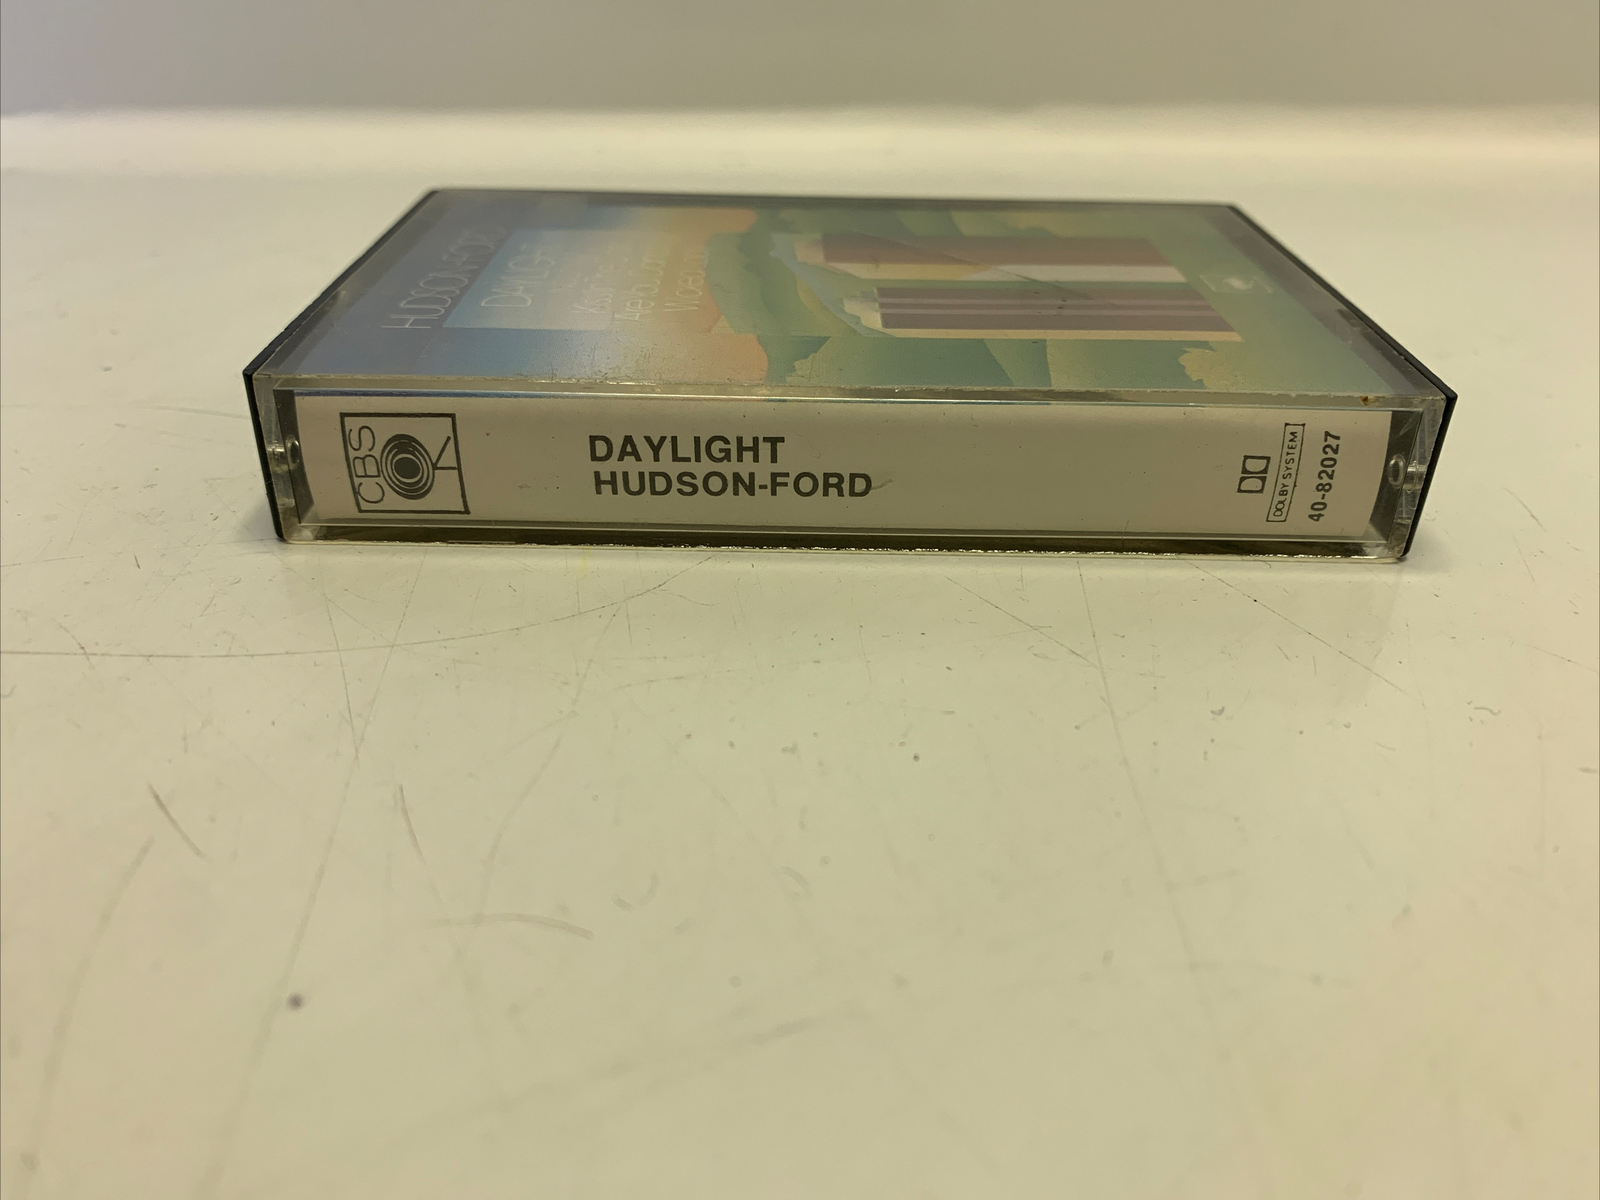 HUDSON-FORD
DAYLIGHT
CBS
DAYLIGHT
HUDSON-FORD
DOLBY SYSTEM
40-82027